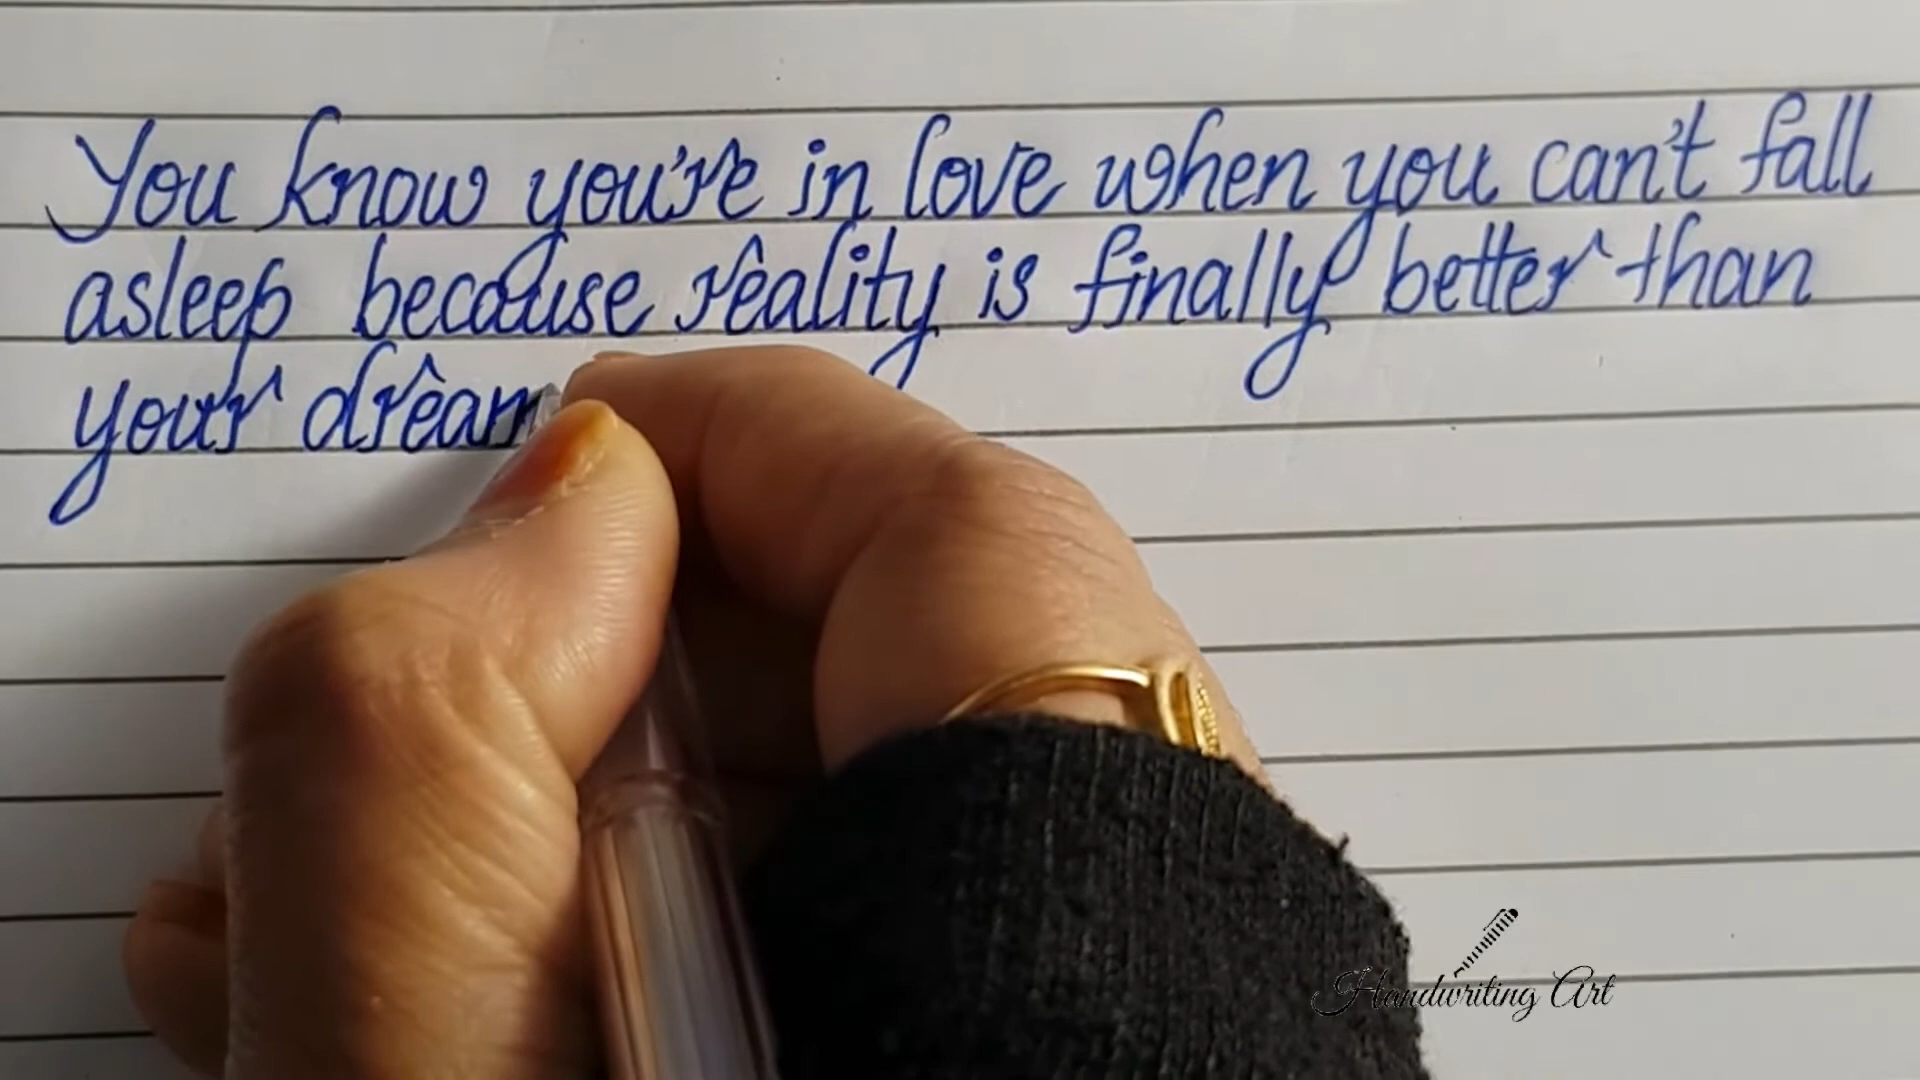 You know you're in love when you can't fall
asleep because reality is finally better than
your dream
Handwriting Art